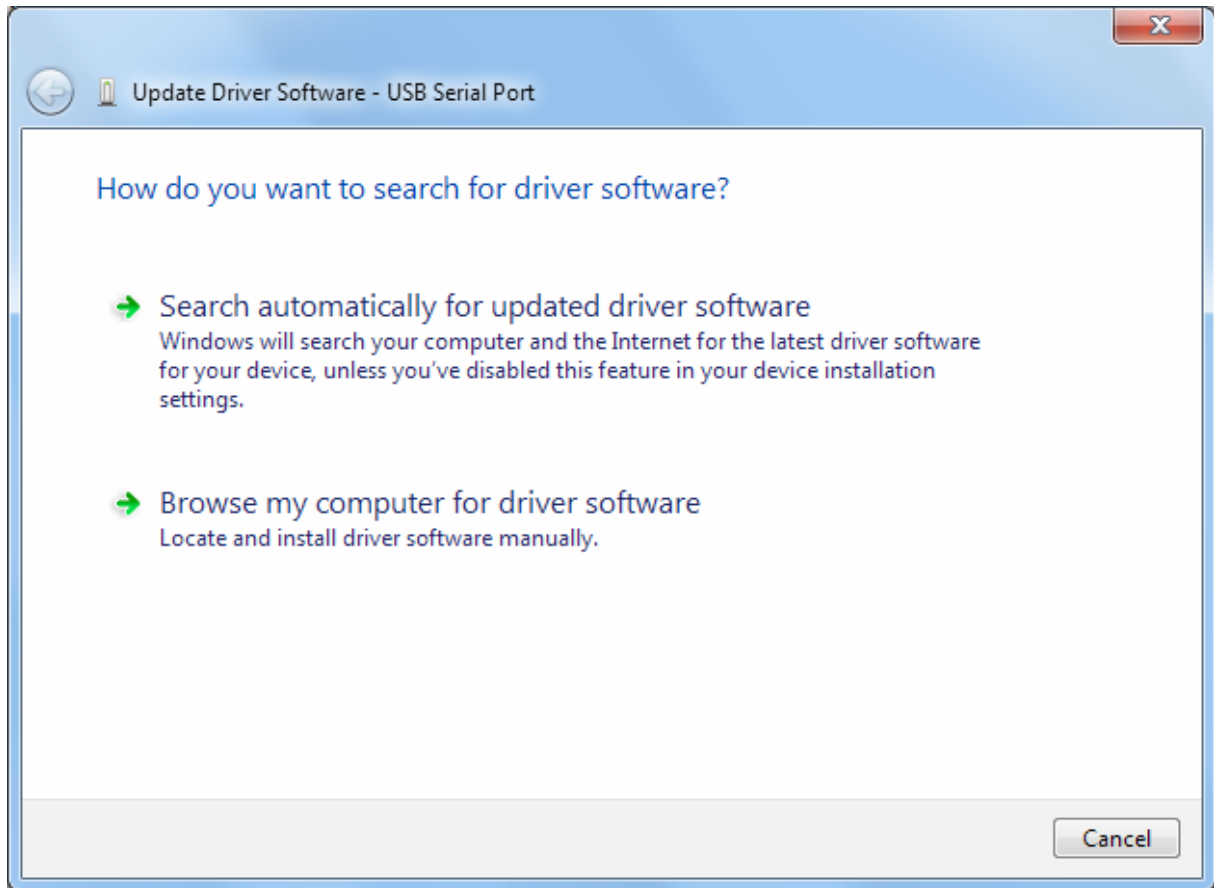 Update Driver Software - USB Serial Port
How do you want to search for driver software?
Search automatically for updated driver software
Windows will search your computer and the Internet for the latest driver software
for your device, unless you've disabled this feature in your device installation
settings.
Browse my computer for driver software
Locate and install driver software manually.
Cancel